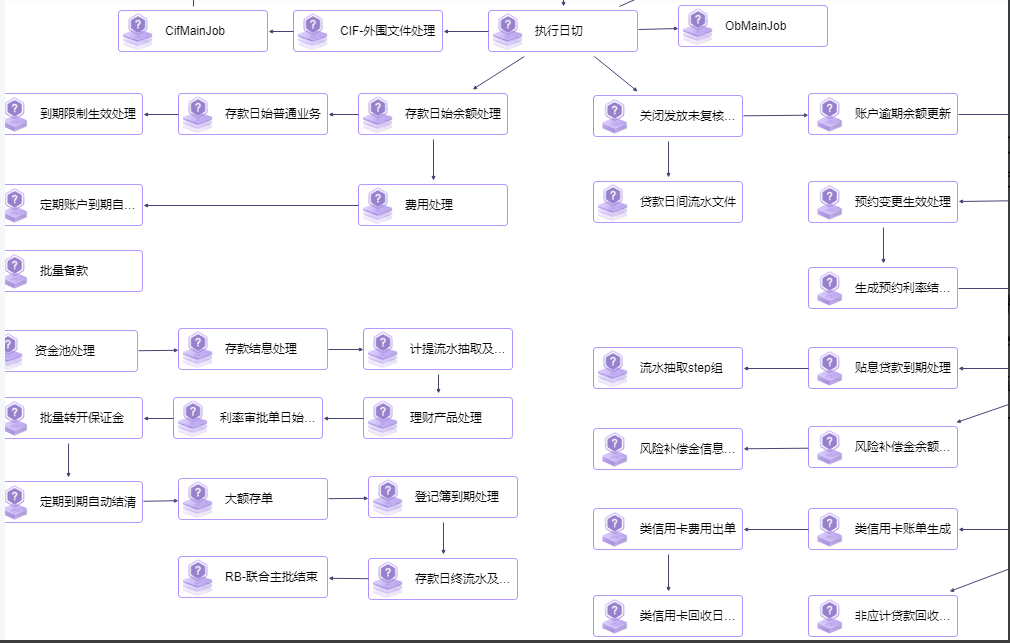 CifMainJob
CIF-外围文件处理
执行日切
ObMainJob
到期限制生效处理
存款日始普通业务
存款日始余额处理
关闭发放未复核...
账户逾期余额更新
定期账户到期自...
费用处理
贷款日间流水文件
预约变更生效处理
批量备款
生成预约利率结...
资金池处理
存款结息处理
计提流水抽取及...
流水抽取step组
贴息贷款到期处理
批量转开保证金
利率审批单日始...
理财产品处理
风险补偿金信息...
风险补偿金余额...
定期到期自动结清
大额存单
登记簿到期处理
类信用卡费用出单
类信用卡账单生成
RB-联合主批结束
存款日终流水及...
类信用卡回收日...
非应计贷款回收...